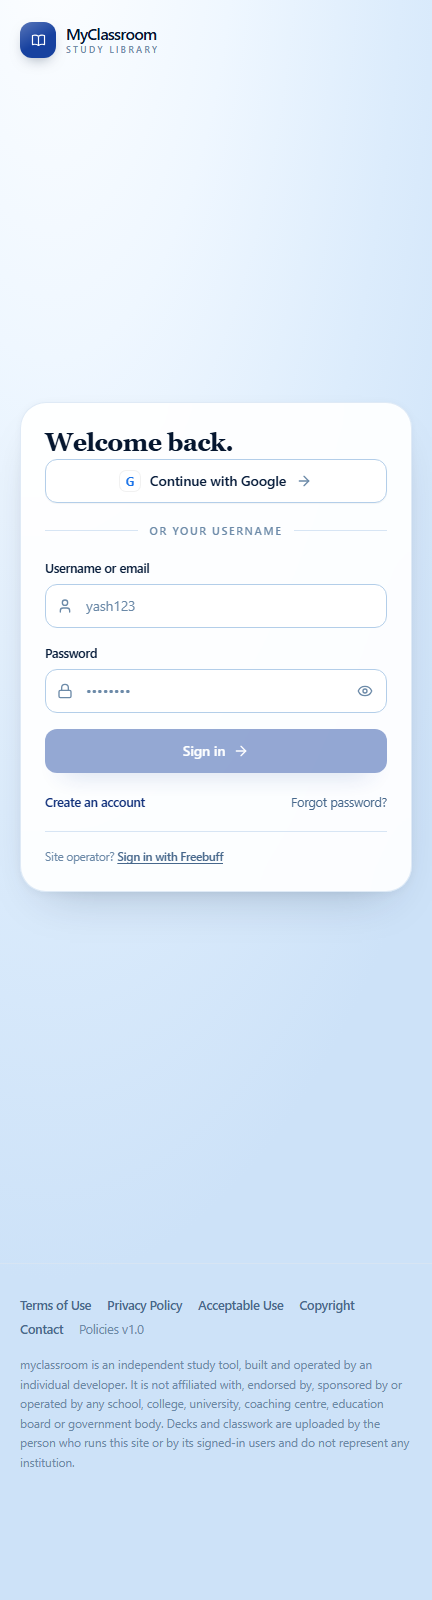 MyClassroom
STUDY LIBRARY
Welcome back.
G Continue with Google
OR YOUR USERNAME
Username or email
yash123
Password
••••••••
Sign in
Create an account Forgot password?
Site operator? Sign in with Freebuff
Terms of Use Privacy Policy Acceptable Use Copyright
Contact Policies v1.0
myclassroom is an independent study tool, built and operated by an
individual developer. It is not affiliated with, endorsed by, sponsored by or
operated by any school, college, university, coaching centre, education
board or government body. Decks and classwork are uploaded by the
person who runs this site or by its signed-in users and do not represent any
institution.